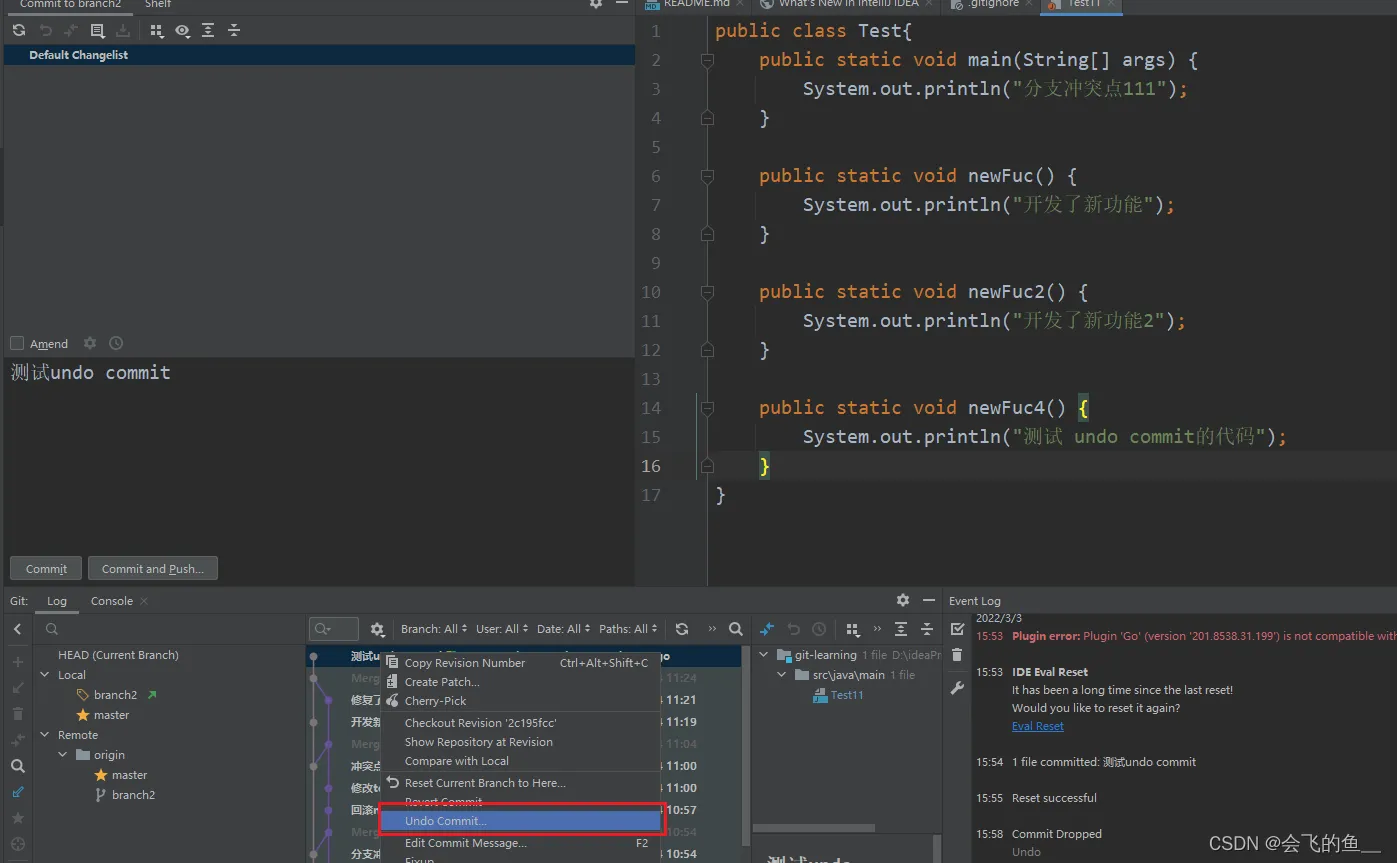 Commit to branch2 Shelf
Default Changelist
Amend
测试undo commit
Commit Commit and Push...
README.md What's New in IntelliJ IDEA .gitignore Test11
1 public class Test{
2 public static void main(String[] args) {
3 System.out.println("分支冲突点111");
4 }
5
6 public static void newFuc() {
7 System.out.println("开发了新功能");
8 }
9
10 public static void newFuc2() {
11 System.out.println("开发了新功能2");
12 }
13
14 public static void newFuc4() {
15 System.out.println("测试 undo commit的代码");
16 }
17 }
Git: Log Console
HEAD (Current Branch)
Local
branch2
master
Remote
origin
master
branch2
Branch: All User: All Date: All Paths: All
测试
Merg 11:24
修复了 11:21
开发新 11:19
Merg 11:04
冲突点 11:00
修改 11:00
回滚 10:57
Merg 10:54
分支冲 10:54
Copy Revision Number Ctrl+Alt+Shift+C
Create Patch...
Cherry-Pick
Checkout Revision '2c195fcc'
Show Repository at Revision
Compare with Local
Reset Current Branch to Here...
Revert Commit
Undo Commit...
Edit Commit Message... F2
Fixup
git-learning 1 file D:\ideaPr
src\java\main 1 file
Test11
测试undo
Event Log
2022/3/3
15:53 Plugin error: Plugin 'Go' (version '201.8538.31.199') is not compatible with
15:53 IDE Eval Reset
It has been a long time since the last reset!
Would you like to reset it again?
Eval Reset
15:54 1 file committed: 测试undo commit
15:55 Reset successful
15:58 Commit Dropped
Undo
CSDN @会飞的鱼__